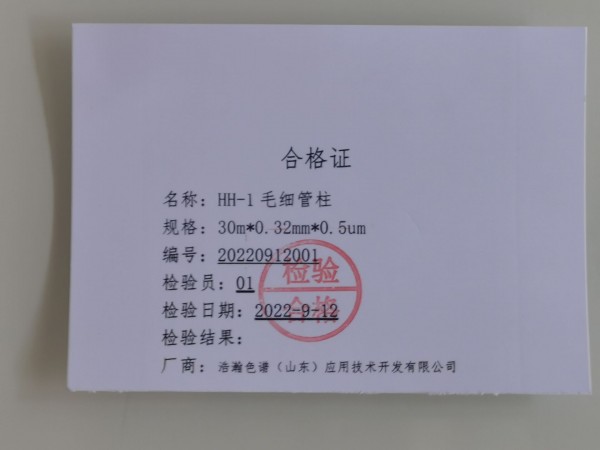 合格证
名称：HH-1毛细管柱
规格：30m*0.32mm*0.5um
编号：20220912001
检验员：01
检验日期：2022-9-12
检验结果：
检验
合格
厂商：浩瀚色谱（山东）应用技术开发有限公司